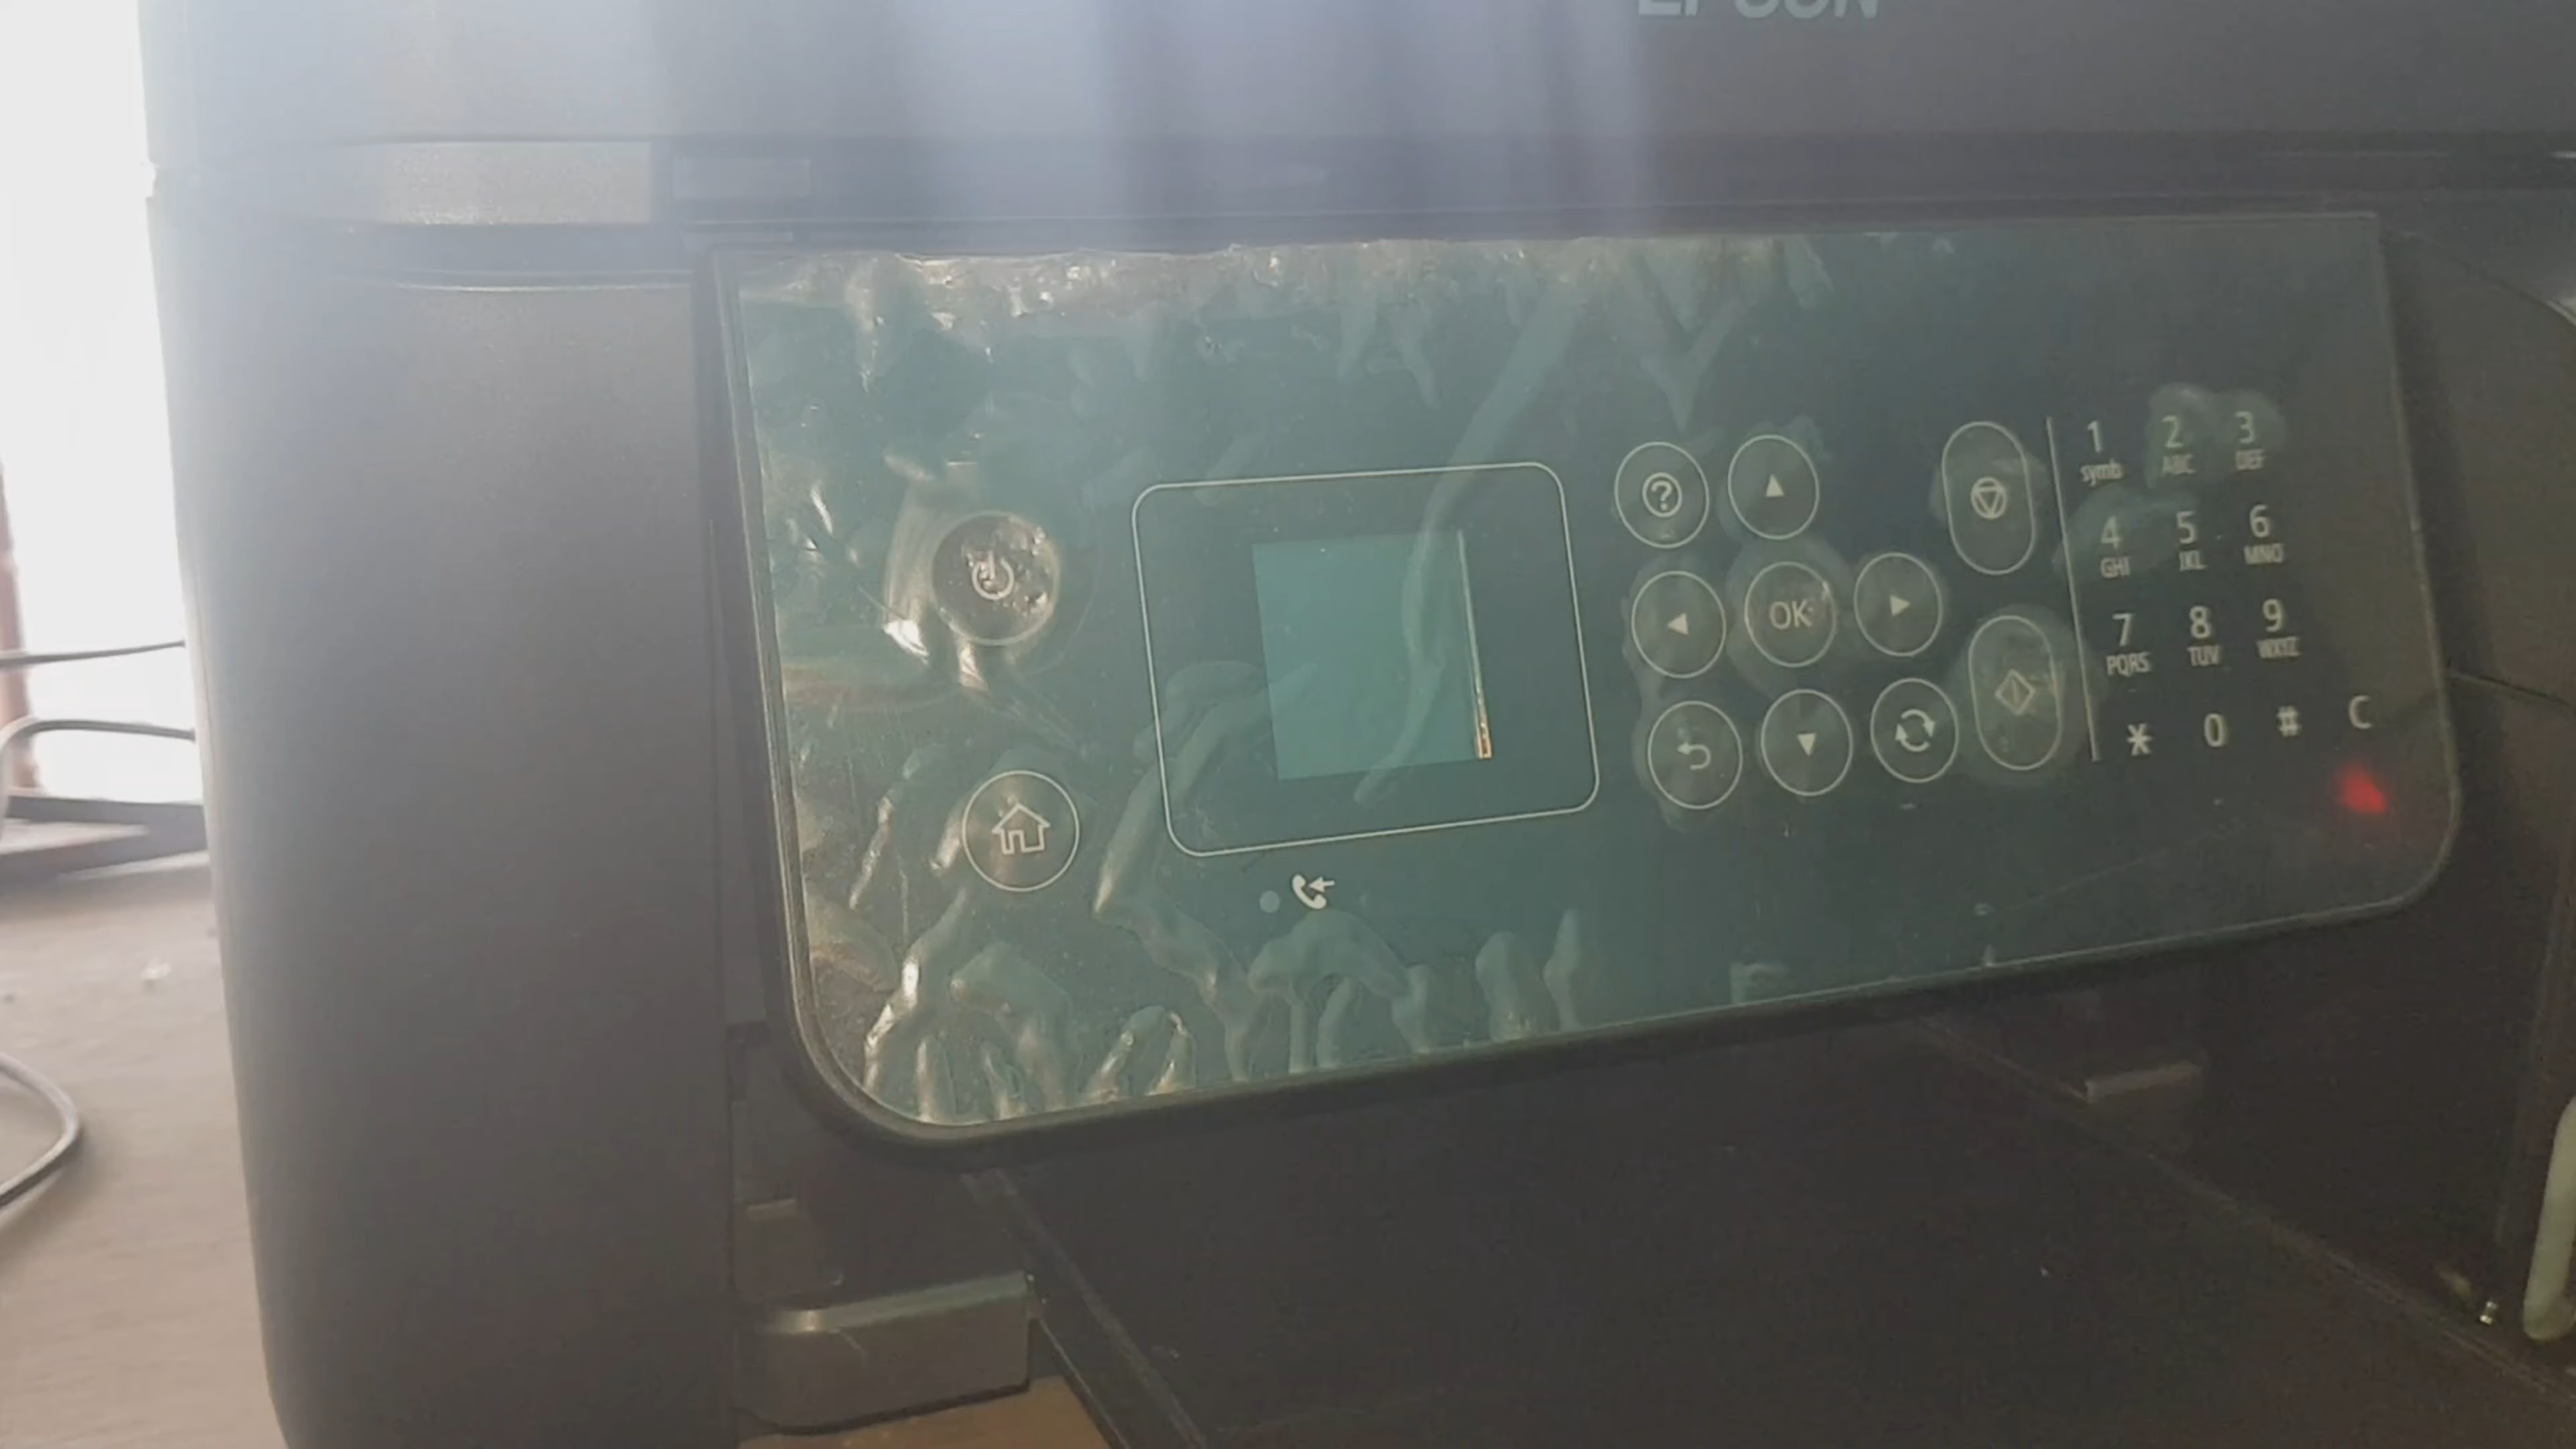 EPSON
1 2 3
symb ABC DEF
4 5 6
GHI JKL MNO
OK
7 8 9
PQRS TUV WXYZ
* 0 # C